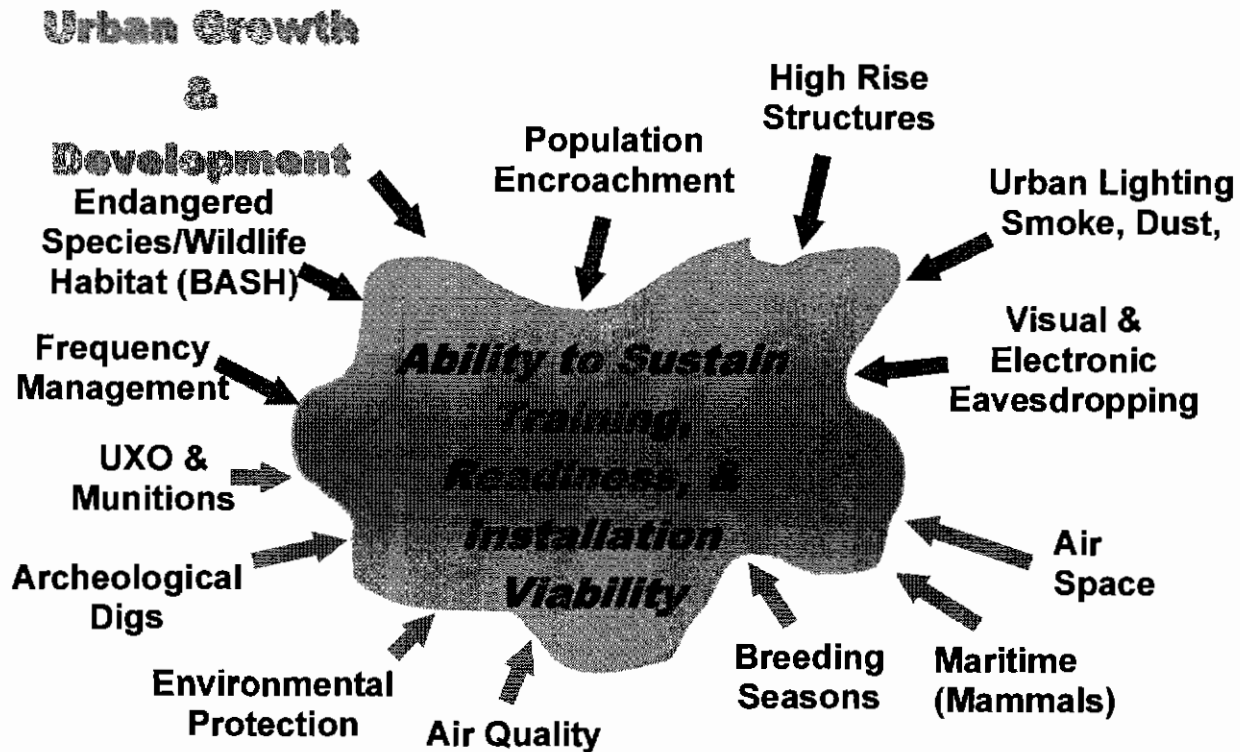 Urban Growth
&
Development
Endangered
Species/Wildlife
Habitat (BASH)
Population
Encroachment
High Rise
Structures
Urban Lighting
Smoke, Dust,
Frequency
Management
Ability to Sustain
Training,
Readiness, &
Installation
Viability
Visual &
Electronic
Eavesdropping
UXO &
Munitions
Archeological
Digs
Air
Space
Environmental
Protection
Air Quality
Breeding
Seasons
Maritime
(Mammals)